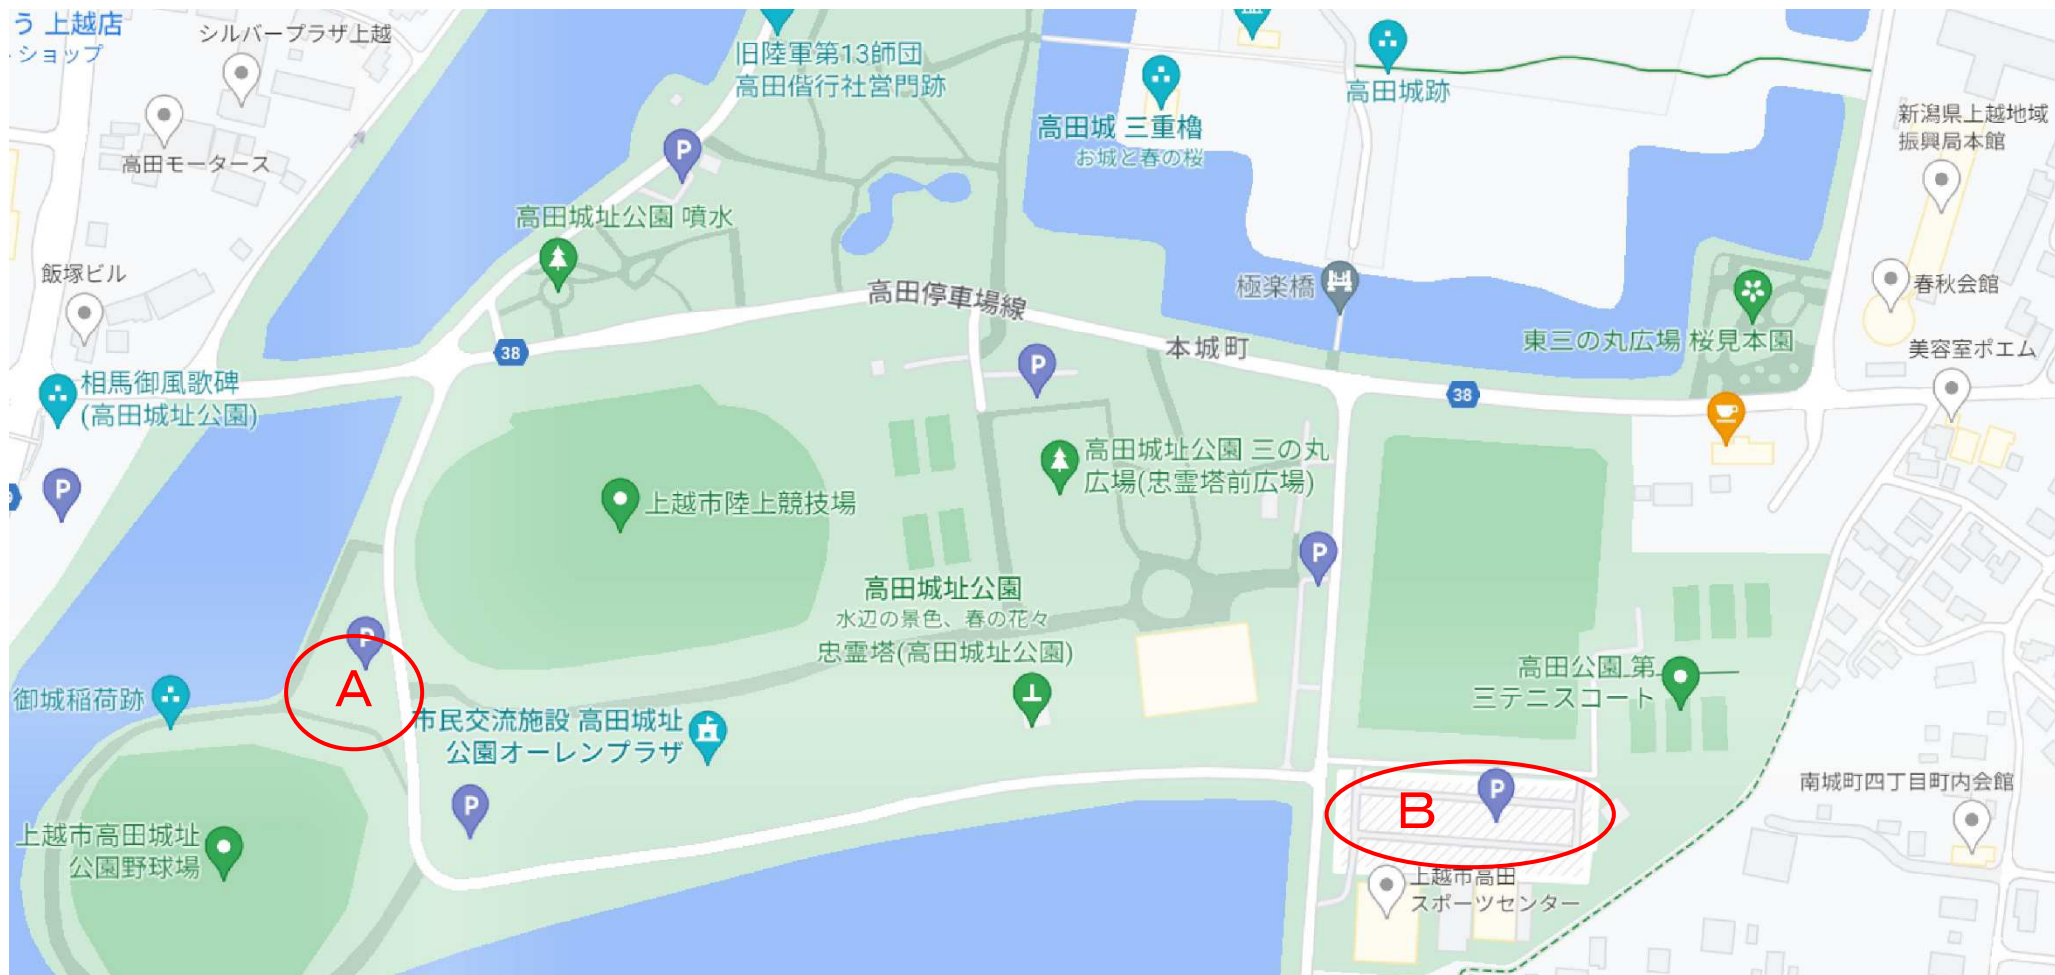 う 上越店
ショップ
シルバープラザ上越
高田モータース
旧陸軍第13師団
高田偕行社営門跡
P
高田城址公園 噴水
高田城 三重櫓
お城と春の桜
高田城跡
新潟県上越地域
振興局本館
飯塚ビル
高田停車場線
38
極楽橋
春秋会館
本城町
東三の丸広場 桜見本園
美容室ポエム
相馬御風歌碑
(高田城址公園)
P
38
P
上越市陸上競技場
高田城址公園 三の丸
広場(忠霊塔前広場)
P
高田城址公園
水辺の景色、春の花々
忠霊塔(高田城址公園)
P
A
御城稲荷跡
高田公園 第
三テニスコート
市民交流施設 高田城址
公園オーレンプラザ
P
上越市高田城址
公園野球場
B
P
南城町四丁目町内会館
上越市高田
スポーツセンター